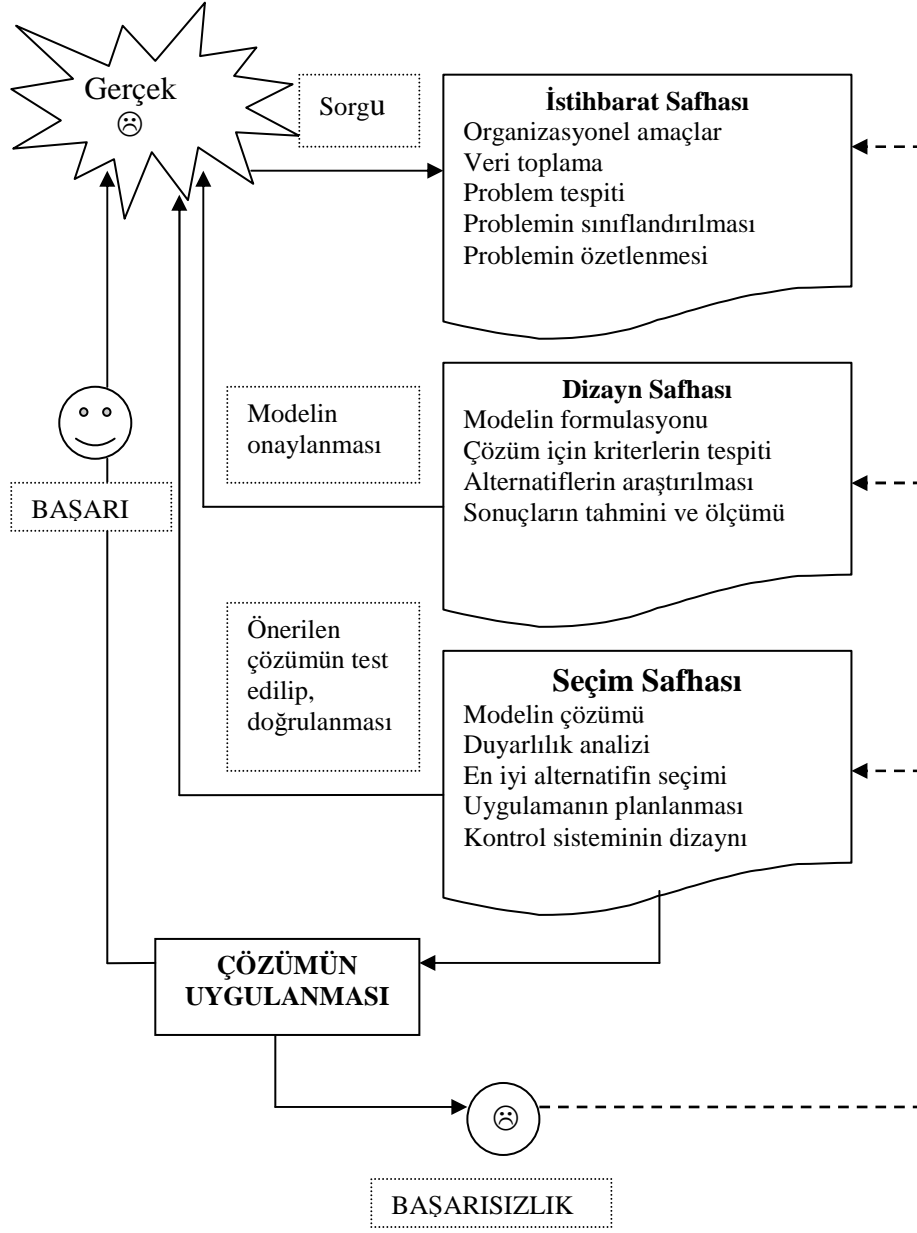 Gerçek
Sorgu
İstihbarat Safhası
Organizasyonel amaçlar
Veri toplama
Problem tespiti
Problemin sınıflandırılması
Problemin özetlenmesi
Modelin
onaylanması
Dizayn Safhası
Modelin formulasyonu
Çözüm için kriterlerin tespiti
Alternatiflerin araştırılması
Sonuçların tahmini ve ölçümü
BAŞARI
Önerilen
çözümün test
edilip,
doğrulanması
Seçim Safhası
Modelin çözümü
Duyarlılık analizi
En iyi alternatifin seçimi
Uygulamanın planlanması
Kontrol sisteminin dizaynı
ÇÖZÜMÜN
UYGULANMASI
BAŞARISIZLIK